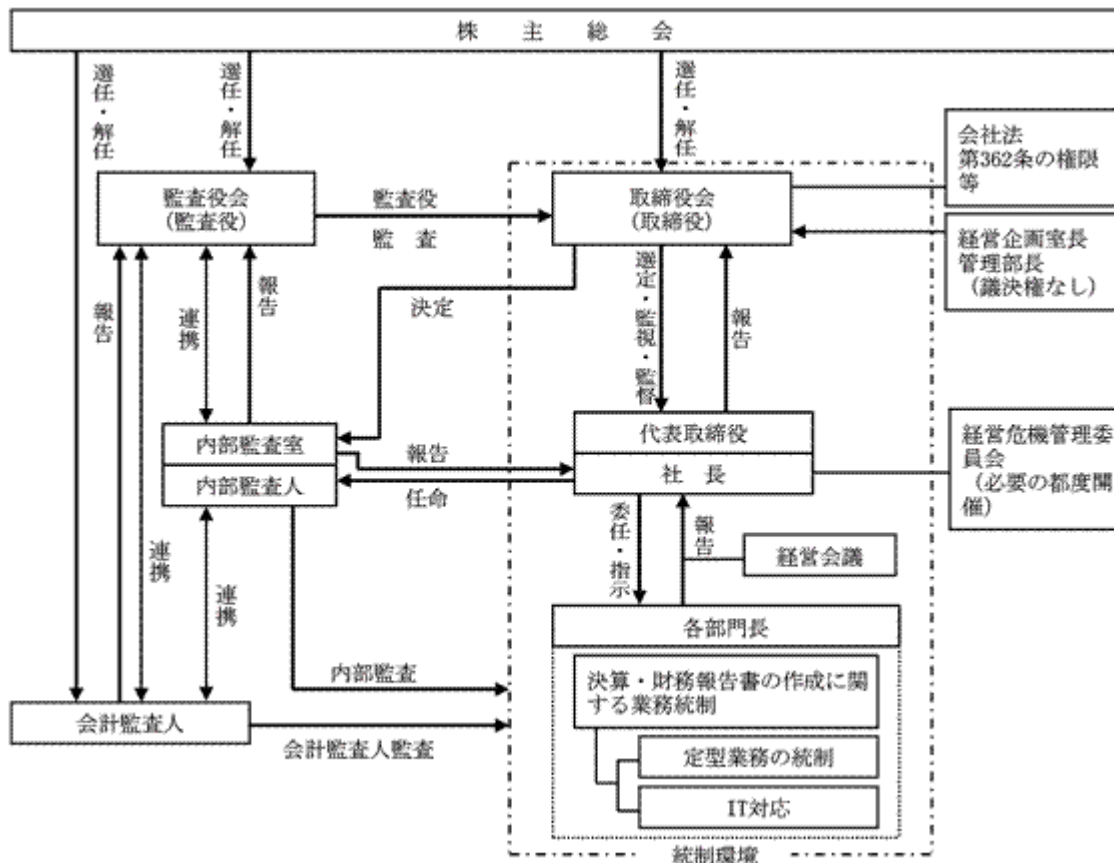 株主総会
選任・解任
選任・解任
選任・解任
会社法
第362条の権限
等
監査役会
(監査役)
監査役
監査
取締役会
(取締役)
経営企画室長
管理部長
(議決権なし)
報告
連携
報告
決定
選定・監視・監督
報告
内部監査室
内部監査人
報告
任命
代表取締役
社長
経営危機管理委
員会
(必要の都度開
催)
連携
連携
委任・指示
報告
経営会議
各部門長
内部監査
決算・財務報告書の作成に関
する業務統制
会計監査人
会計監査人監査
定型業務の統制
IT対応
統制環境